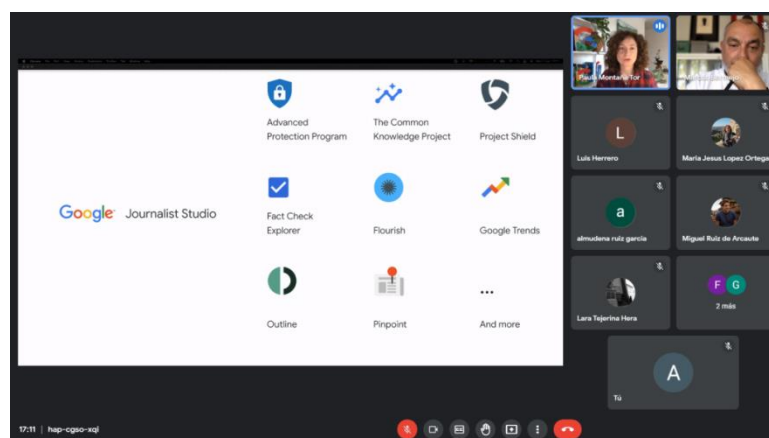 Advanced
Protection Program
The Common
Knowledge Project
Project Shield
Google Journalist Studio
Fact Check
Explorer
Flourish
Google Trends
Outline
Pinpoint
...
And more
Paula Montañà Tor
L
Luis Herrero
Maria Jesus Lopez Ortega
a
almudena ruiz garcia
Miguel Ruiz de Arcaute
Lara Tejerina Hera
F G
2 más
A
Tú
17:11 | hap-cgso-xqi